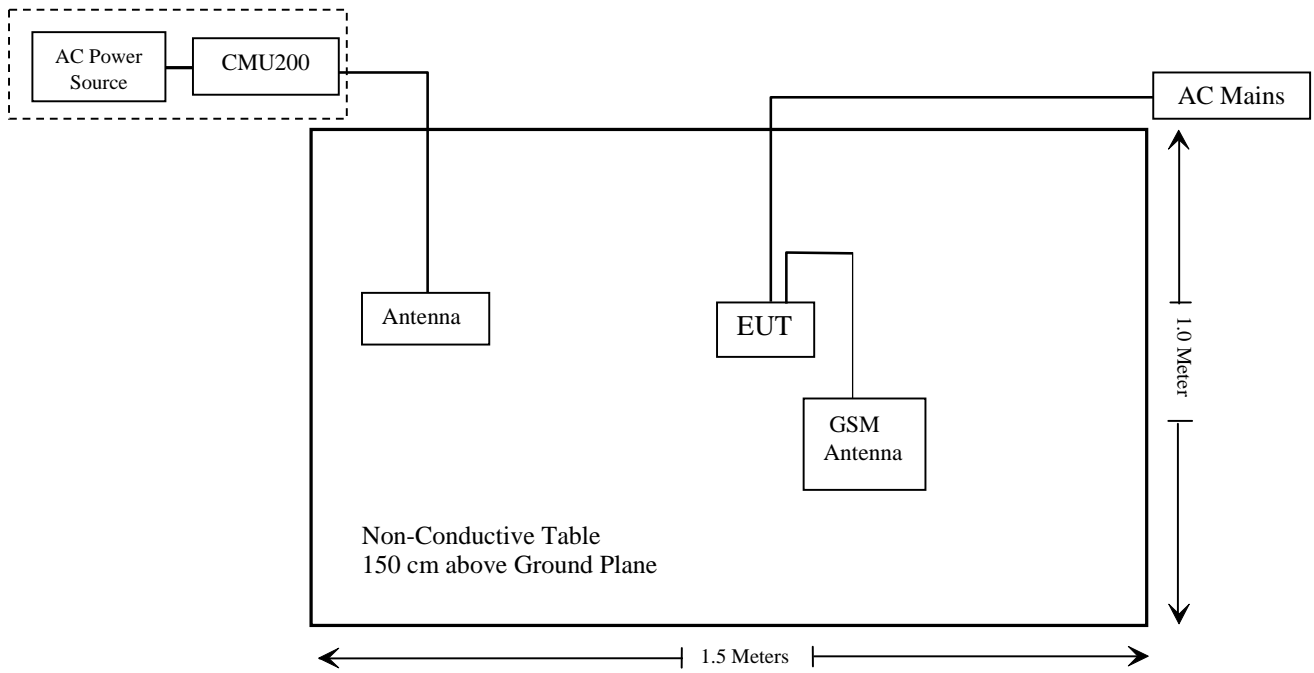 AC Power
Source
CMU200
AC Mains
Antenna
EUT
GSM
Antenna
1.0 Meter
Non-Conductive Table
150 cm above Ground Plane
1.5 Meters